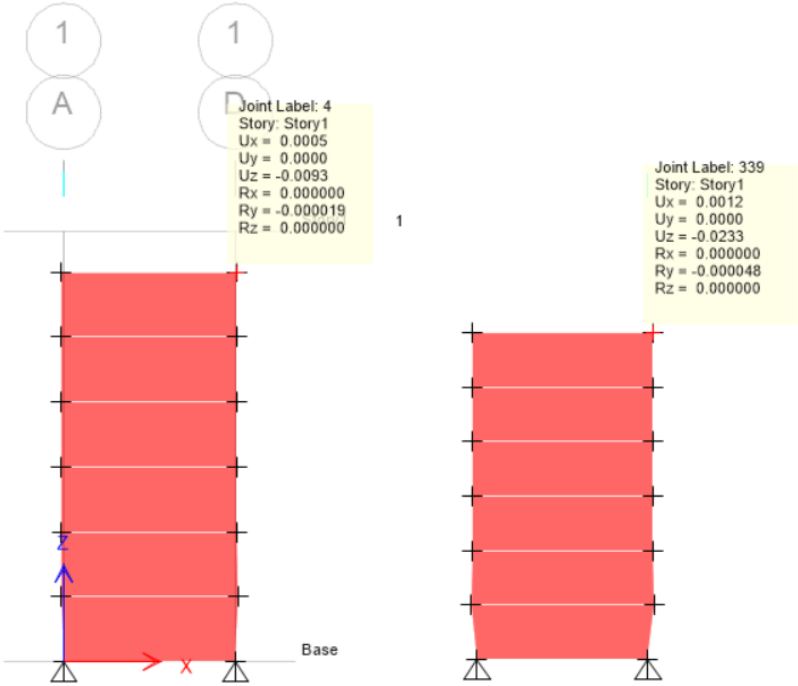 1
1
A
D
Joint Label: 4
Story: Story1
Ux = 0.0005
Uy = 0.0000
Uz = -0.0093
Rx = 0.000000
Ry = -0.000019
Rz = 0.000000
1
Joint Label: 339
Story: Story1
Ux = 0.0012
Uy = 0.0000
Uz = -0.0233
Rx = 0.000000
Ry = -0.000048
Rz = 0.000000
Z
X
Base